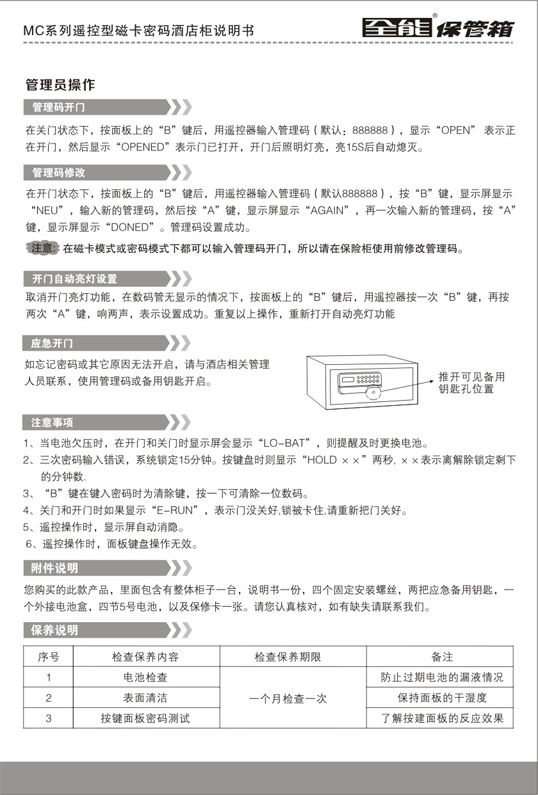 MC系列遥控型磁卡密码酒店柜说明书
全能®保管箱
管理员操作
管理码开门
在关门状态下，按面板上的“B”键后，用遥控器输入管理码（默认：888888），显示“OPEN” 表示正
在开门，然后显示“OPENED”表示门已打开，开门后照明灯亮，亮15S后自动熄灭。
管理码修改
在开门状态下，按面板上的“B”键后，用遥控器输入管理码（默认888888），按“B”键，显示屏显示
“NEU”，输入新的管理码，然后按“A”键，显示屏显示“AGAIN”，再一次输入新的管理码，按“A”
键，显示屏显示“DONED”。管理码设置成功。
注意: 在磁卡模式或密码模式下都可以输入管理码开门，所以请在保险柜使用前修改管理码。
开门自动亮灯设置
取消开门亮灯功能，在数码管无显示的情况下，按面板上的“B”键后，用遥控器按一次“B”键，再按
两次“A”键，响两声，表示设置成功。重复以上操作，重新打开自动亮灯功能
应急开门
如忘记密码或其它原因无法开启，请与酒店相关管理
人员联系，使用管理码或备用钥匙开启。
推开可见备用
钥匙孔位置
注意事项
1、当电池欠压时，在开门和关门时显示屏会显示“LO-BAT”，则提醒及时更换电池。
2、三次密码输入错误，系统锁定15分钟。按键盘时则显示“HOLD ××”两秒, ××表示离解除锁定剩下
的分钟数.
3、“B”键在键入密码时为清除键，按一下可清除一位数码。
4、关门和开门时如果显示“E-RUN”，表示门没关好,锁被卡住,请重新把门关好。
5、遥控操作时，显示屏自动消隐。
6、遥控操作时，面板键盘操作无效。
附件说明
您购买的此款产品，里面包含有整体柜子一台，说明书一份，四个固定安装螺丝，两把应急备用钥匙，一
个外接电池盒，四节5号电池，以及保修卡一张。请您认真核对，如有缺失请联系我们。
保养说明
序号 检查保养内容 检查保养期限 备注
1 电池检查 防止过期电池的漏液情况
2 表面清洁 一个月检查一次 保持面板的干湿度
3 按键面板密码测试 了解按建面板的反应效果